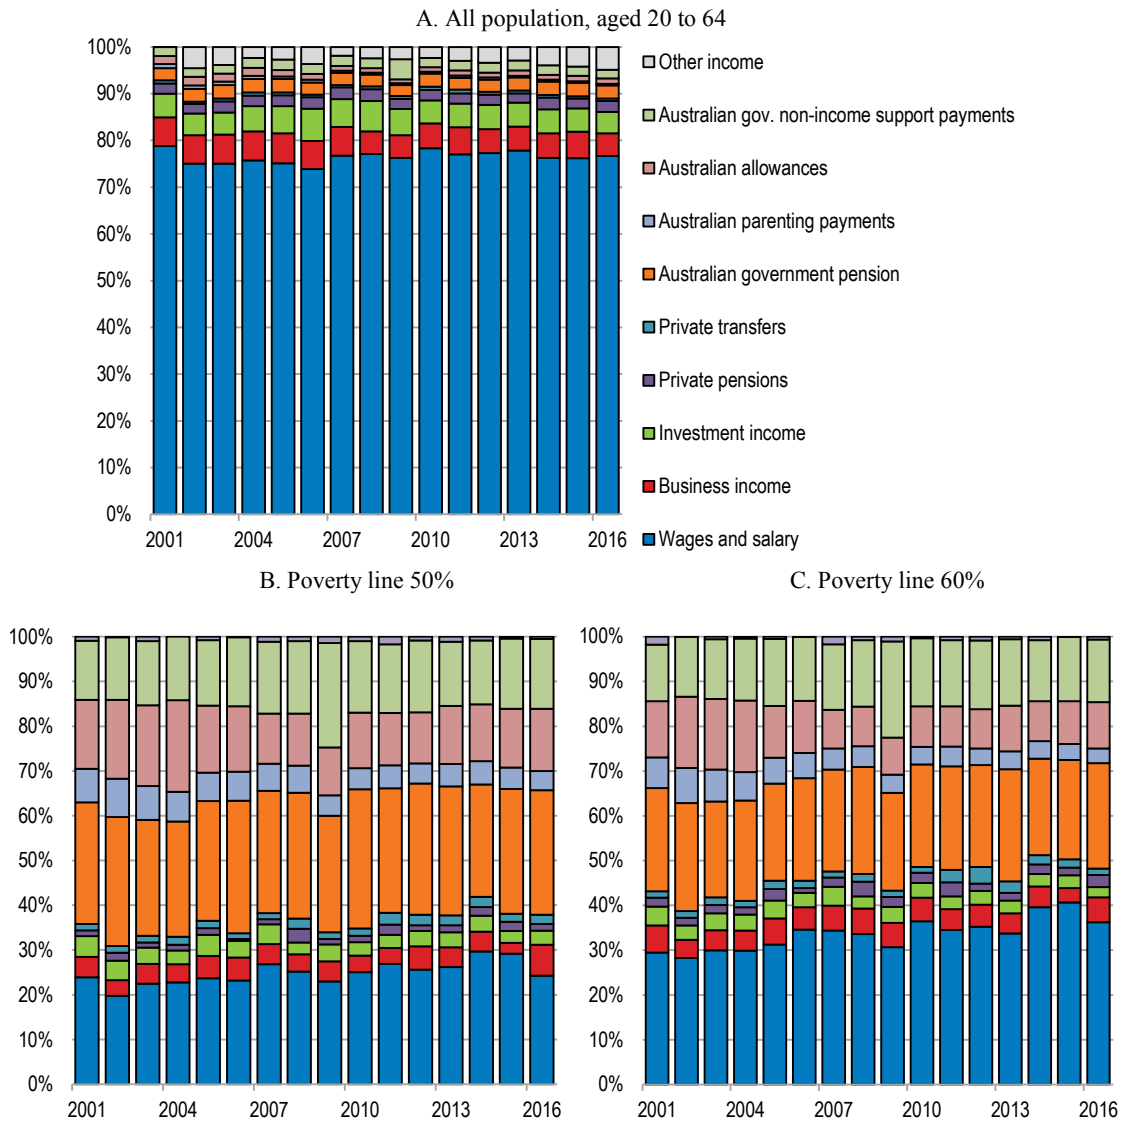 A. All population, aged 20 to 64
100%
90%
80%
70%
60%
50%
40%
30%
20%
10%
0%
2001 2004 2007 2010 2013 2016
Other income
Australian gov. non-income support payments
Australian allowances
Australian parenting payments
Australian government pension
Private transfers
Private pensions
Investment income
Business income
Wages and salary
B. Poverty line 50%
100%
90%
80%
70%
60%
50%
40%
30%
20%
10%
0%
2001 2004 2007 2010 2013 2016
C. Poverty line 60%
100%
90%
80%
70%
60%
50%
40%
30%
20%
10%
0%
2001 2004 2007 2010 2013 2016